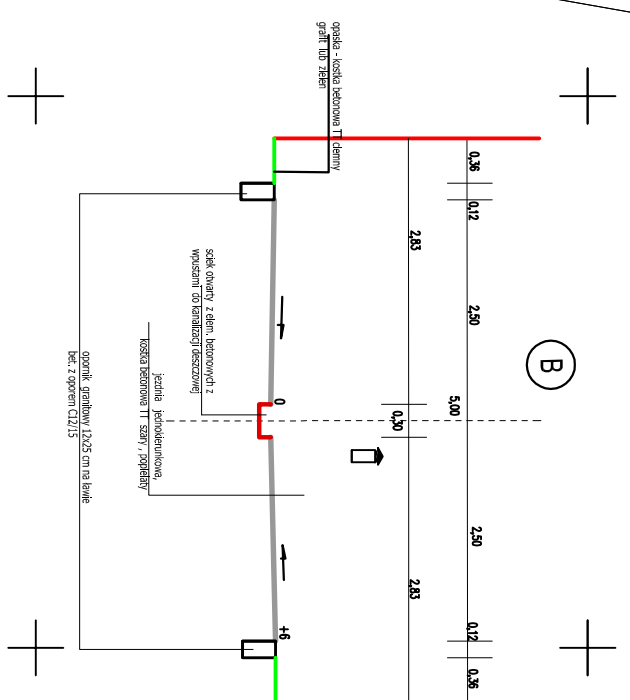 opaska - kostka betonowa TT ciemny
grafit lub zieleń
0,36
0,12
2,83
2,50
B
ściek otwarty z elem. betonowych z
wpustami do kanalizacji deszczowej
jezdnia jednokierunkowa,
kostka betonowa TT szary, popielaty
0
0,30
5,00
opornik granitowy 12x25 cm na ławie
bet. z oporem C12/15
2,50
2,83
+6
0,12
0,36